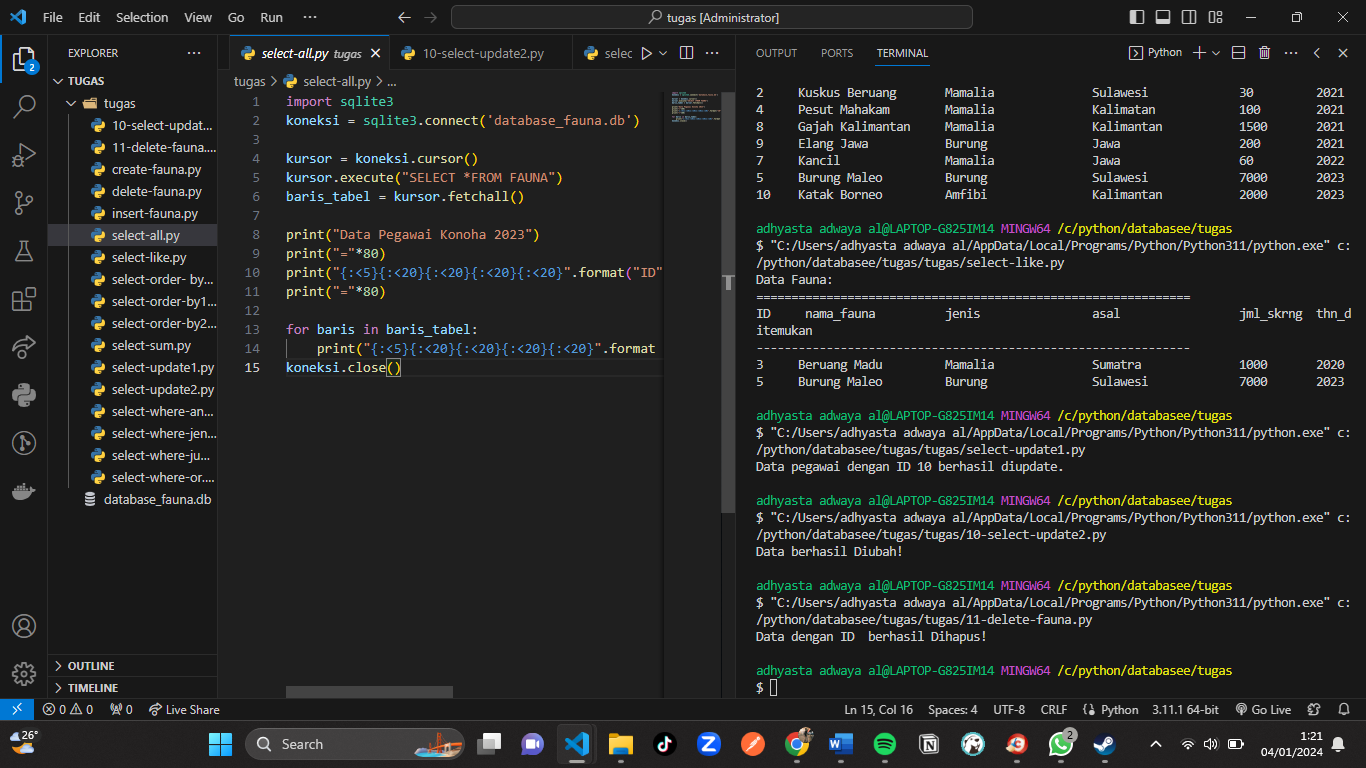 File Edit Selection View Go Run ··· tugas [Administrator]
EXPLORER ···
TUGAS
tugas
10-select-updat...
11-delete-fauna....
create-fauna.py
delete-fauna.py
insert-fauna.py
select-all.py
select-like.py
select-order- by...
select-order-by1...
select-order-by2...
select-sum.py
select-update1.py
select-update2.py
select-where-an...
select-where-jen...
select-where-ju...
select-where-or....
database_fauna.db
OUTLINE
TIMELINE
2
select-all.py tugas 10-select-update2.py selec ···
tugas > select-all.py > ...
1 import sqlite3
2 koneksi = sqlite3.connect('database_fauna.db')
3
4 kursor = koneksi.cursor()
5 kursor.execute("SELECT *FROM FAUNA")
6 baris_tabel = kursor.fetchall()
7
8 print("Data Pegawai Konoha 2023")
9 print("="*80)
10 print("{:<5}{:<20}{:<20}{:<20}{:<20}".format("ID"
11 print("="*80)
12
13 for baris in baris_tabel:
14 print("{:<5}{:<20}{:<20}{:<20}{:<20}".format
15 koneksi.close()
OUTPUT PORTS TERMINAL Python ···
2 Kuskus Beruang Mamalia Sulawesi 30 2021
4 Pesut Mahakam Mamalia Kalimatan 100 2021
8 Gajah Kalimantan Mamalia Kalimantan 1500 2021
9 Elang Jawa Burung Jawa 200 2021
7 Kancil Mamalia Jawa 60 2022
5 Burung Maleo Burung Sulawesi 7000 2023
10 Katak Borneo Amfibi Kalimantan 2000 2023
adhyasta adwaya al@LAPTOP-G825IM14 MINGW64 /c/python/databasee/tugas
$ "C:/Users/adhyasta adwaya al/AppData/Local/Programs/Python/Python311/python.exe" c:
/python/databasee/tugas/tugas/select-like.py
Data Fauna:
==============================================================
ID nama_fauna jenis asal jml_skrng thn_d
itemukan
--------------------------------------------------------------
3 Beruang Madu Mamalia Sumatra 1000 2020
5 Burung Maleo Burung Sulawesi 7000 2023
adhyasta adwaya al@LAPTOP-G825IM14 MINGW64 /c/python/databasee/tugas
$ "C:/Users/adhyasta adwaya al/AppData/Local/Programs/Python/Python311/python.exe" c:
/python/databasee/tugas/tugas/select-update1.py
Data pegawai dengan ID 10 berhasil diupdate.
adhyasta adwaya al@LAPTOP-G825IM14 MINGW64 /c/python/databasee/tugas
$ "C:/Users/adhyasta adwaya al/AppData/Local/Programs/Python/Python311/python.exe" c:
/python/databasee/tugas/tugas/10-select-update2.py
Data berhasil Diubah!
adhyasta adwaya al@LAPTOP-G825IM14 MINGW64 /c/python/databasee/tugas
$ "C:/Users/adhyasta adwaya al/AppData/Local/Programs/Python/Python311/python.exe" c:
/python/databasee/tugas/tugas/11-delete-fauna.py
Data dengan ID  berhasil Dihapus!
adhyasta adwaya al@LAPTOP-G825IM14 MINGW64 /c/python/databasee/tugas
$
0 0 0 Live Share Ln 15, Col 16 Spaces: 4 UTF-8 CRLF Python 3.11.1 64-bit Go Live
26° Search 2 1:21
04/01/2024